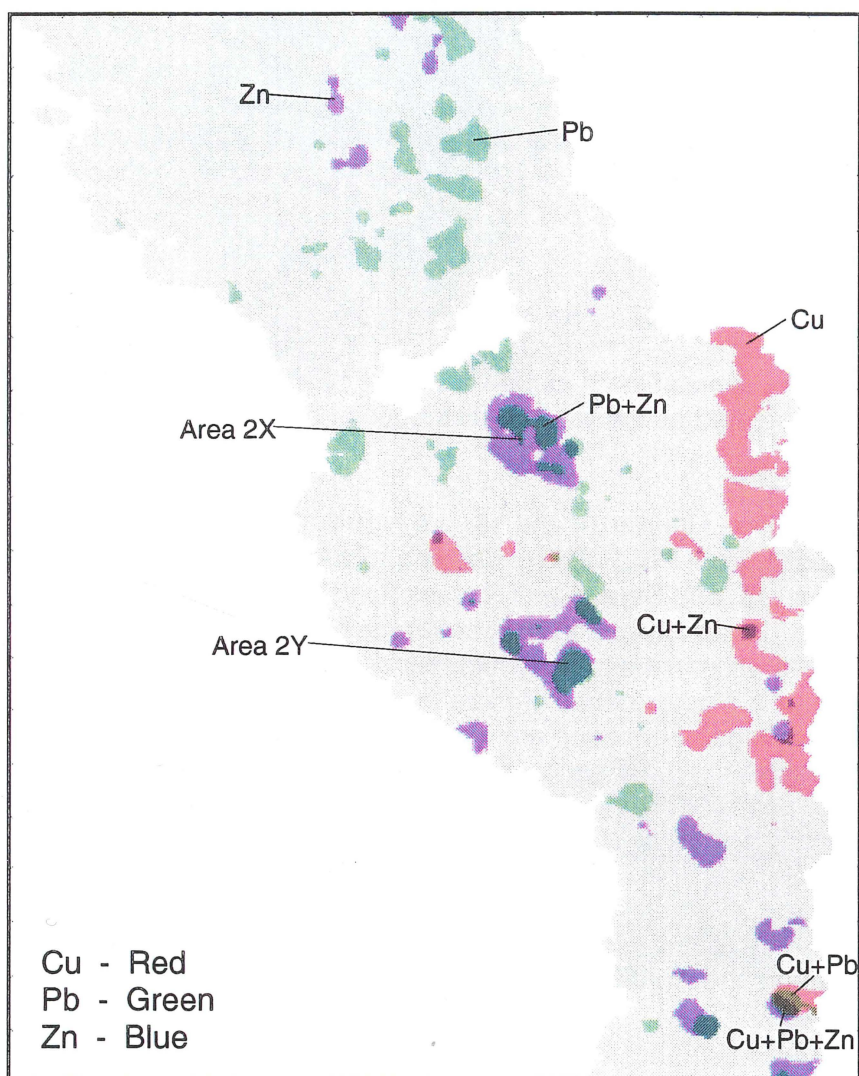 Zn
Pb
Cu
Pb+Zn
Area 2X
Cu+Zn
Area 2Y
Cu - Red
Pb - Green
Zn - Blue
Cu+Pb
Cu+Pb+Zn